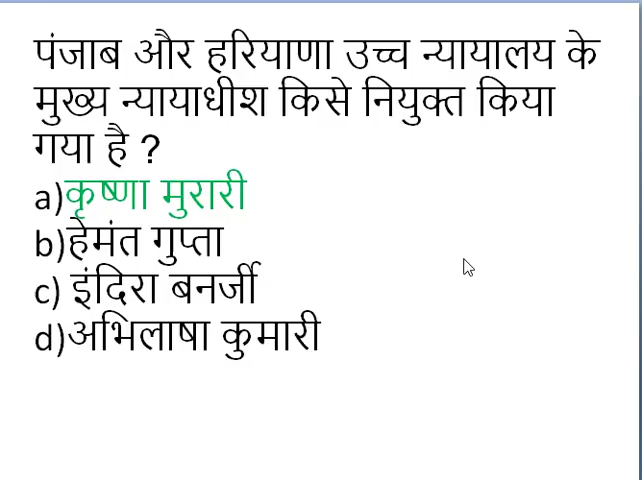 पंजाब और हरियाणा उच्च न्यायालय के
मुख्य न्यायाधीश किसे नियुक्त किया
गया है ?
a)कृष्णा मुरारी
b)हेमंत गुप्ता
c) इंदिरा बनर्जी
d)अभिलाषा कुमारी